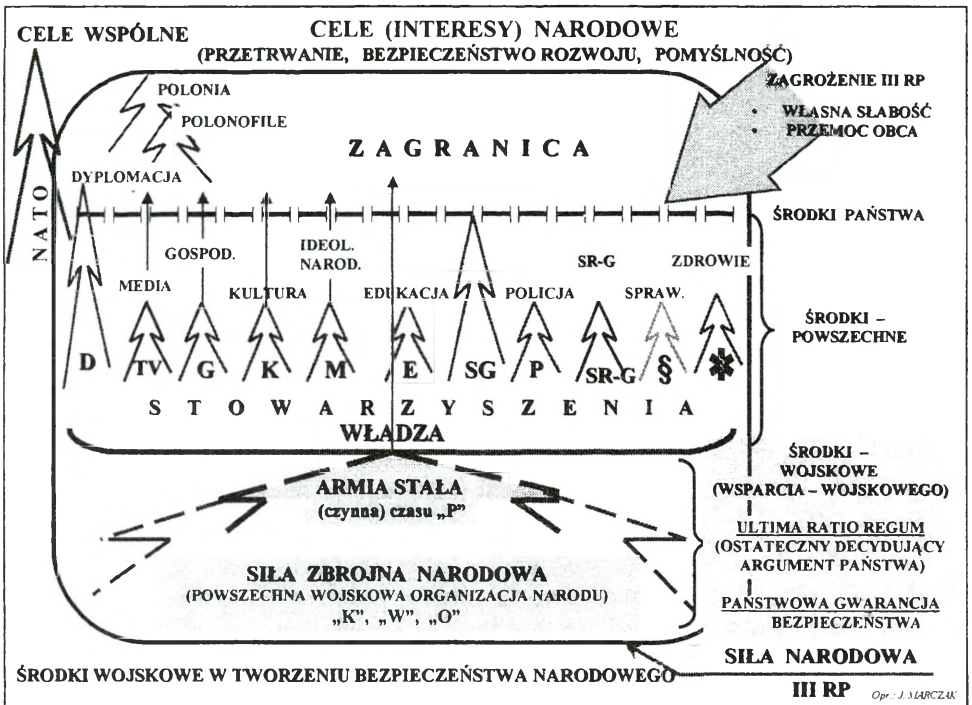 CELE WSPÓLNE
CELE (INTERESY) NARODOWE
(PRZETRWANIE, BEZPIECZEŃSTWO ROZWOJU, POMYŚLNOŚĆ)
POLONIA
POLONOFILE
ZAGROŻENIE III RP
• WŁASNA SŁABOŚĆ
• PRZEMOC OBCA
ZAGRANICA
NATO
DYPLOMACJA
ŚRODKI PAŃSTWA
GOSPOD.
IDEOL.
NAROD.
SR-G
ZDROWIE
MEDIA
KULTURA
EDUKACJA
POLICJA
SPRAW.
ŚRODKI –
POWSZECHNE
D TV G K M E SG P SR-G §
STOWARZYSZENIA
WŁADZA
ŚRODKI –
WOJSKOWE
(WSPARCIA – WOJSKOWEGO)
ARMIA STAŁA
(czynna) czasu „P”
ULTIMA RATIO REGUM
(OSTATECZNY DECYDUJĄCY
ARGUMENT PAŃSTWA)
SIŁA ZBROJNA NARODOWA
(POWSZECHNA WOJSKOWA ORGANIZACJA NARODU)
„K”, „W”, „O”
PAŃSTWOWA GWARANCJA
BEZPIECZEŃSTWA
SIŁA NARODOWA
III RP
ŚRODKI WOJSKOWE W TWORZENIU BEZPIECZEŃSTWA NARODOWEGO
Opr.: J. MARCZAK